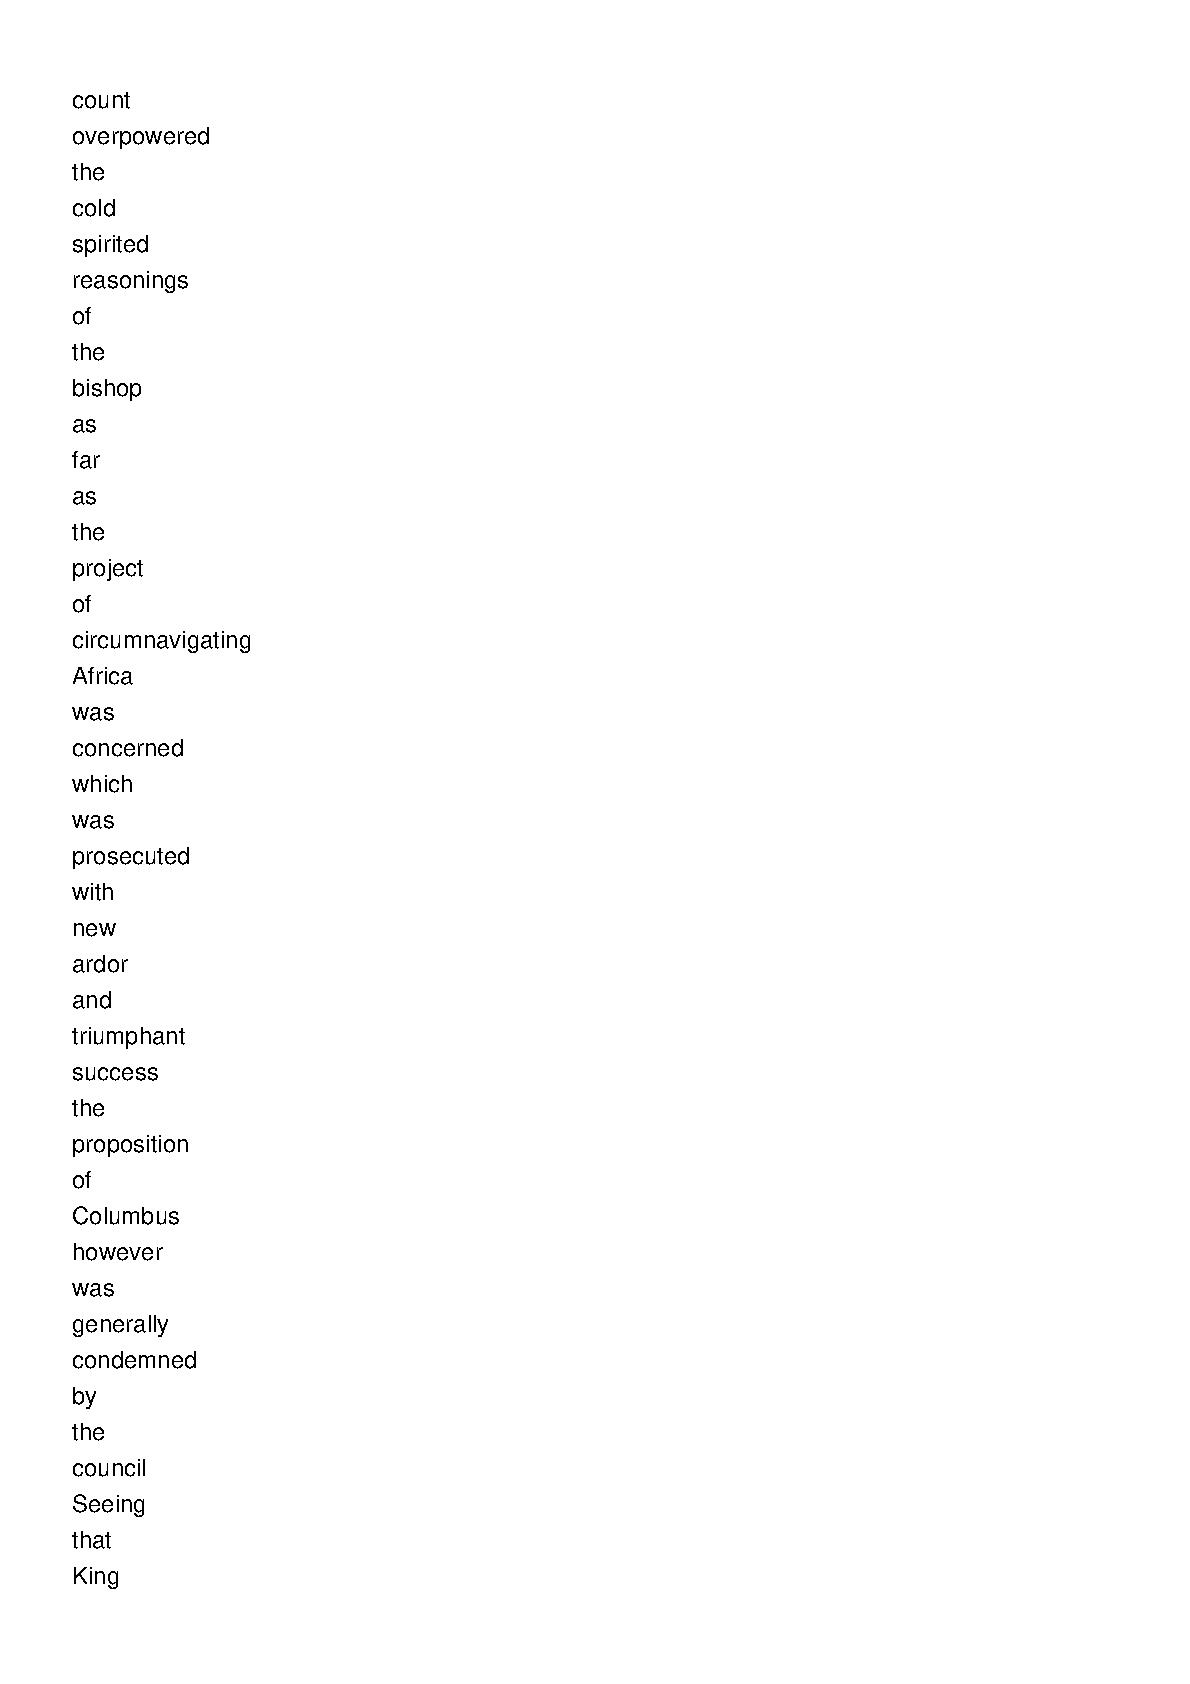 count
overpowered
the
cold
spirited
reasonings
of
the
bishop
as
far
as
the
project
of
circumnavigating
Africa
was
concerned
which
was
prosecuted
with
new
ardor
and
triumphant
success
the
proposition
of
Columbus
however
was
generally
condemned
by
the
council
Seeing
that
King